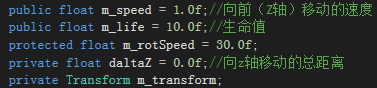 public float m_speed = 1.0f;//向前（Z轴）移动的速度
public float m_life = 10.0f;//生命值
protected float m_rotSpeed = 30.0f;
private float daltaZ = 0.0f;//向z轴移动的总距离
private Transform m_transform;